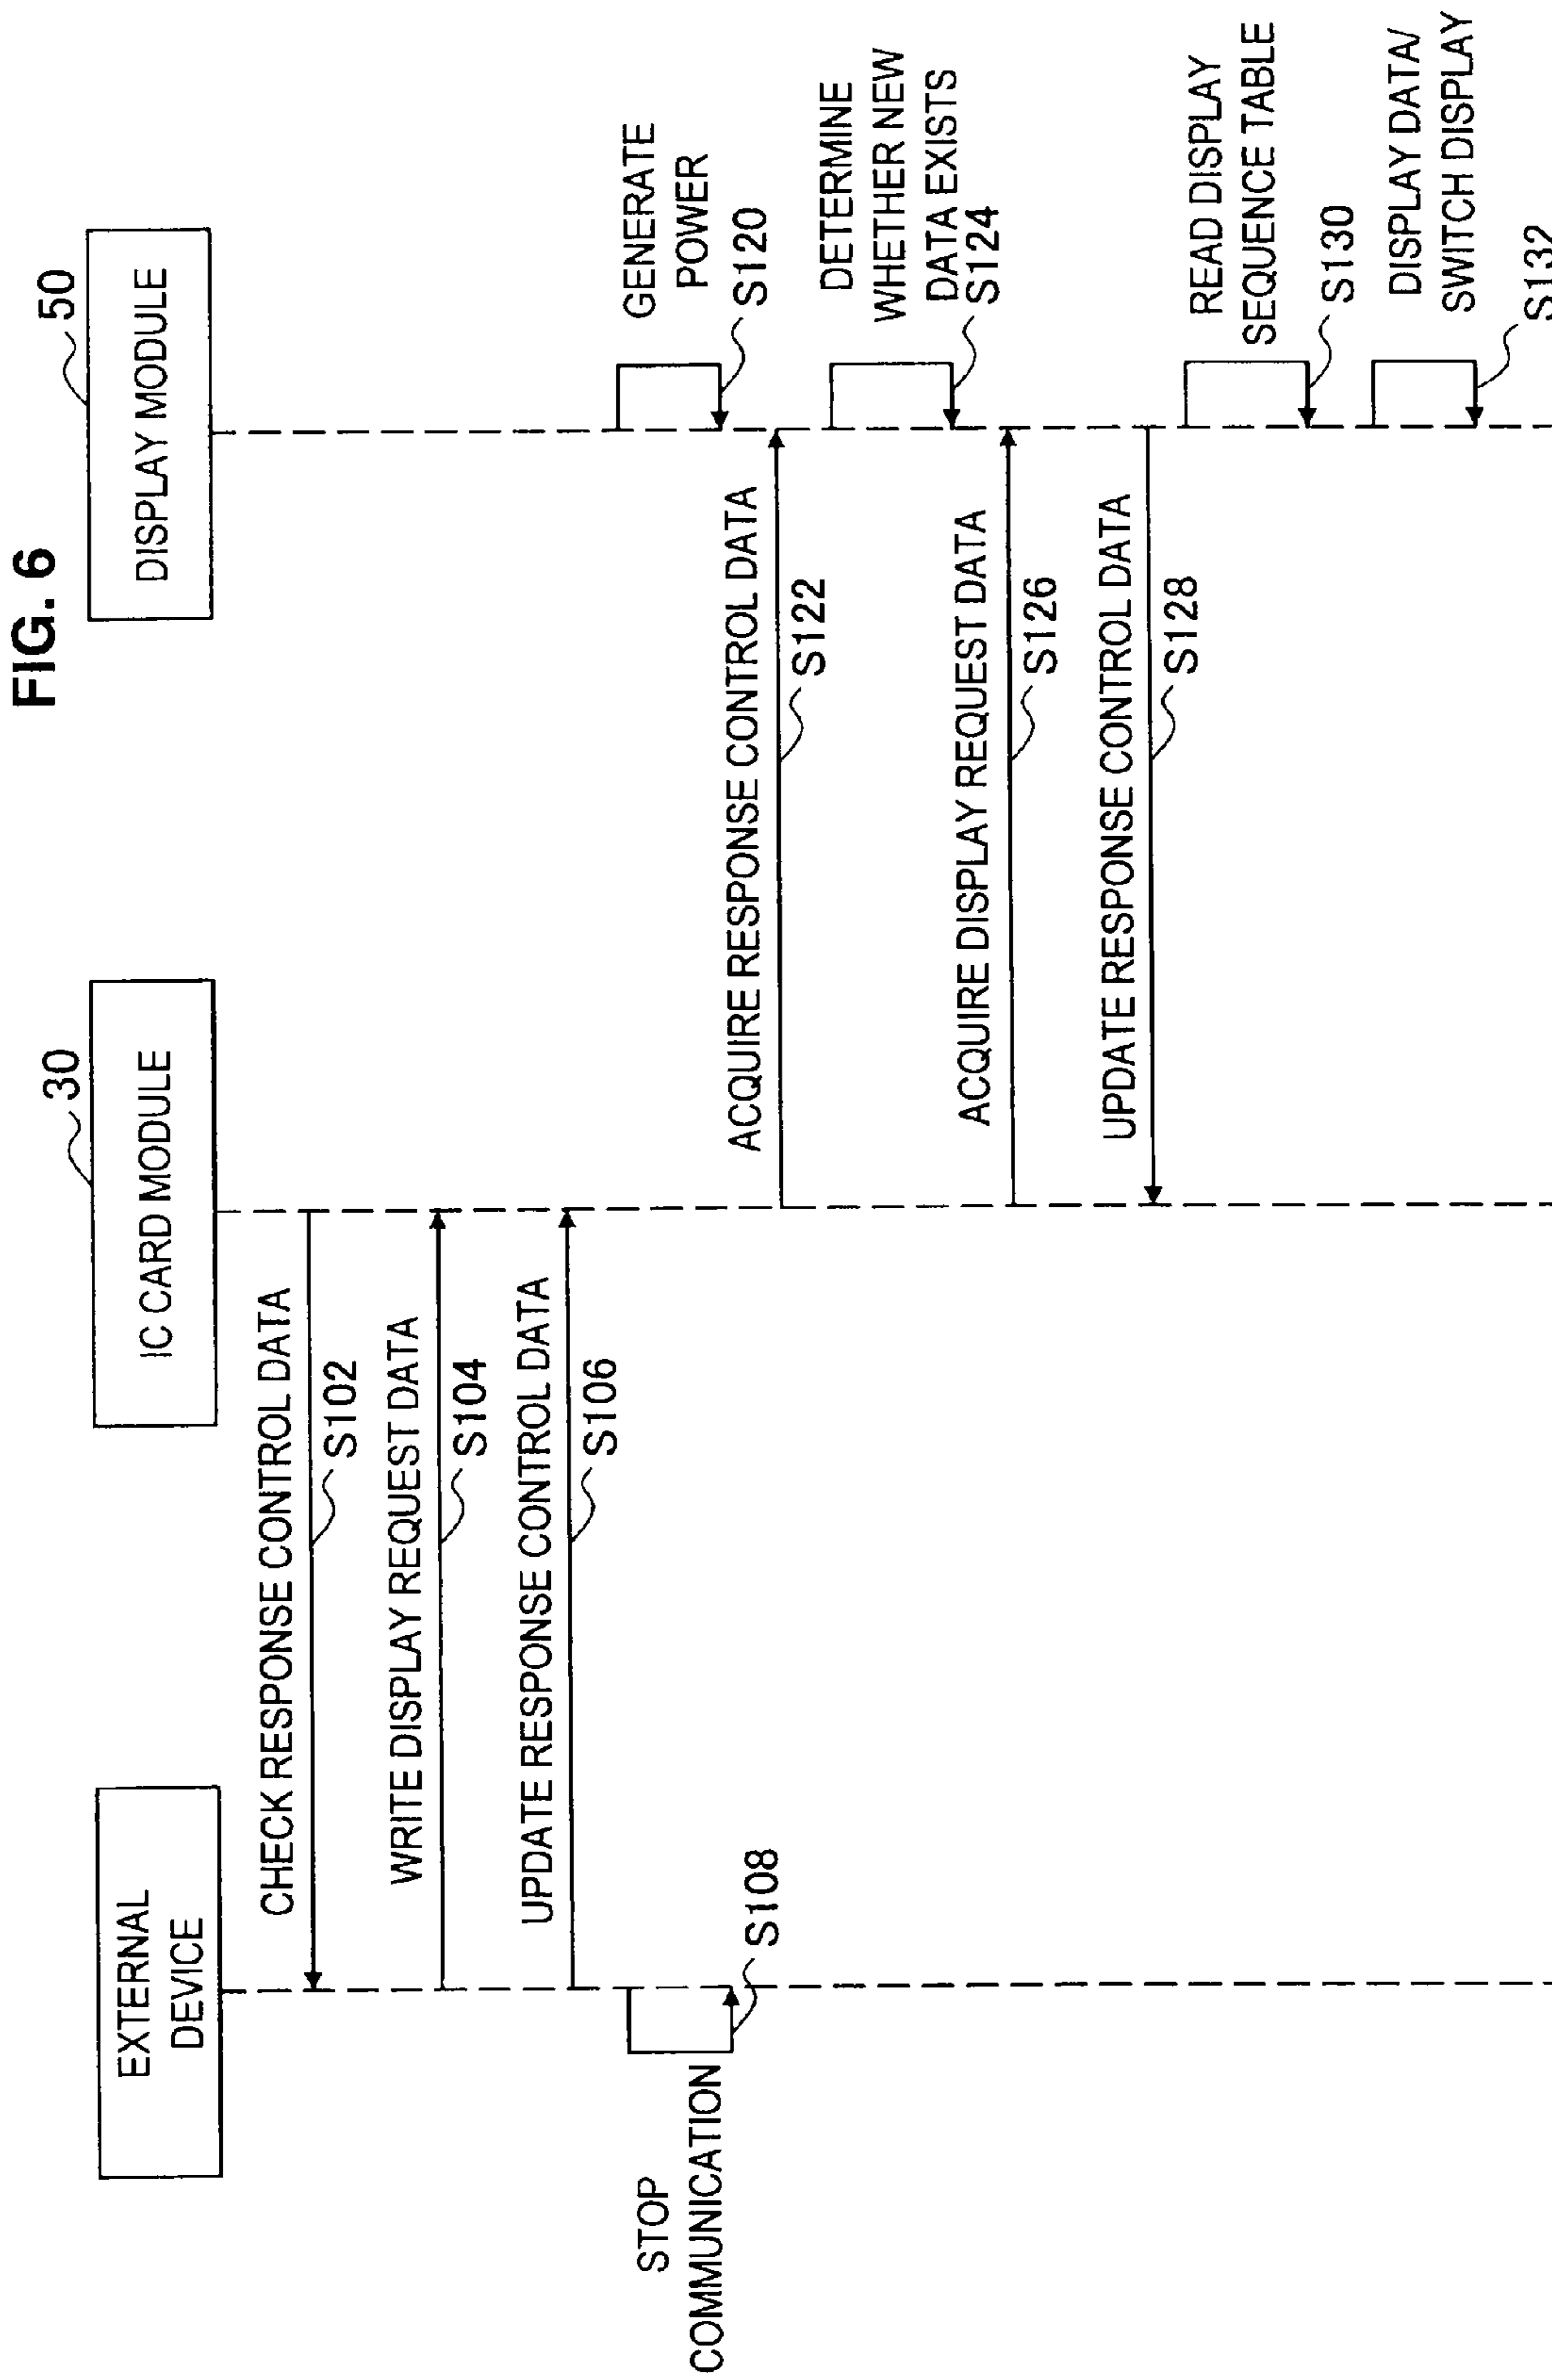 FIG. 6
EXTERNAL
DEVICE
30
IC CARD MODULE
50
DISPLAY MODULE
CHECK RESPONSE CONTROL DATA
S102
WRITE DISPLAY REQUEST DATA
S104
UPDATE RESPONSE CONTROL DATA
S106
STOP
COMMUNICATION
S108
GENERATE
POWER
S120
ACQUIRE RESPONSE CONTROL DATA
S122
DETERMINE
WHETHER NEW
DATA EXISTS
S124
ACQUIRE DISPLAY REQUEST DATA
S126
UPDATE RESPONSE CONTROL DATA
S128
READ DISPLAY
SEQUENCE TABLE
S130
DISPLAY DATA/
SWITCH DISPLAY
S132